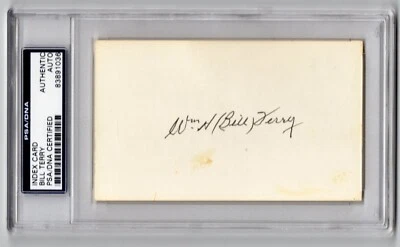 INDEX CARD
BILL TERRY
PSA/DNA CERTIFIED
AUTHENTIC
AUTO
83891036
PSA/DNA
Wm H (Bill) Terry